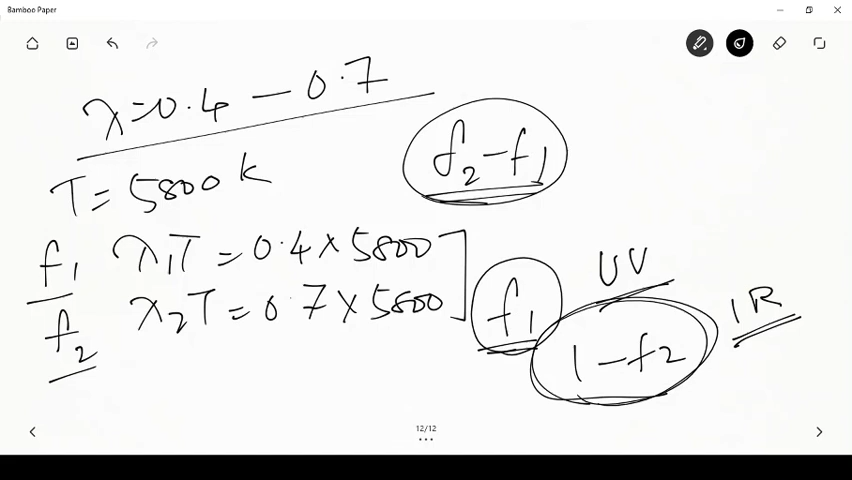 Bamboo Paper
λ=0.4 - 0.7
T = 5800 k
f₂-f₁
f₁ λ₁T = 0.4 × 5800
f₂ λ₂T = 0.7 × 5800
f₁
UV
1-f₂
IR
12/12